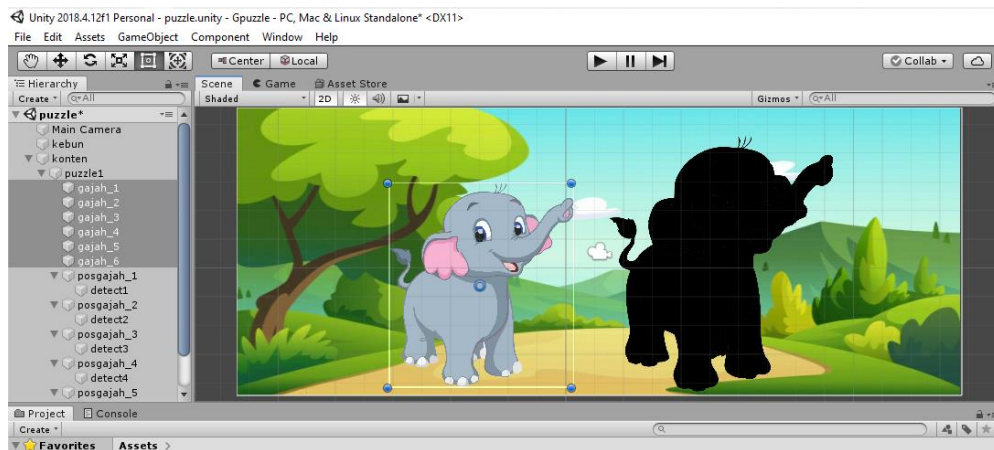 Unity 2018.4.12f1 Personal - puzzle.unity - Gpuzzle - PC, Mac & Linux Standalone* <DX11>
File Edit Assets GameObject Component Window Help
Center Local Collab
Hierarchy Scene Game Asset Store
Create All Shaded 2D Gizmos All
puzzle*
Main Camera
kebun
konten
puzzle1
gajah_1
gajah_2
gajah_3
gajah_4
gajah_5
gajah_6
posgajah_1
detect1
posgajah_2
detect2
posgajah_3
detect3
posgajah_4
detect4
posgajah_5
Project Console
Create
Favorites Assets >